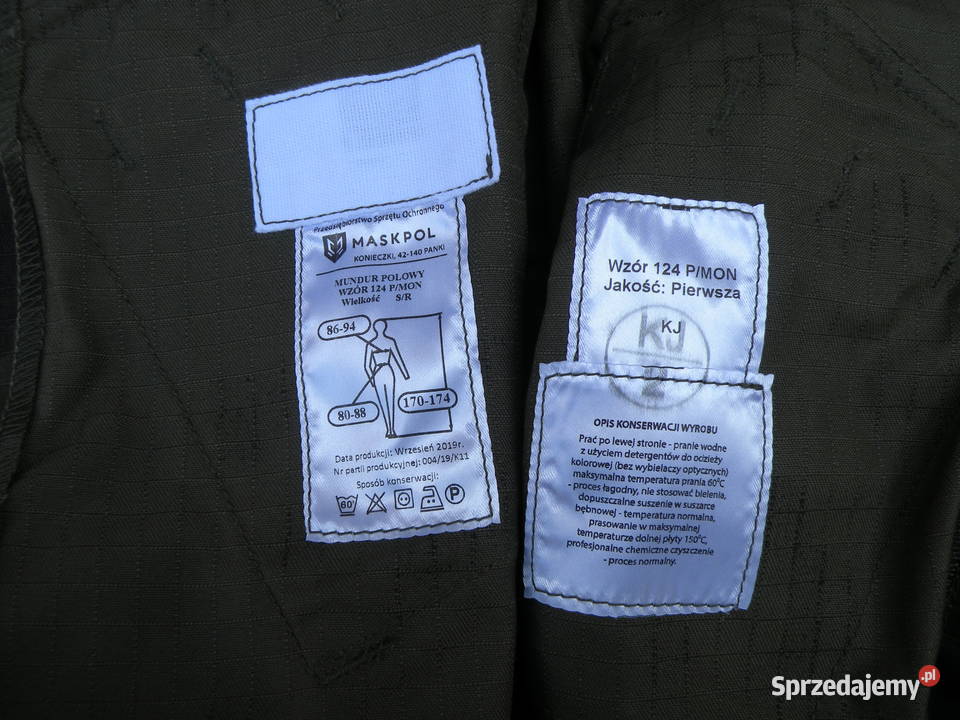 Przedsiębiorstwo Sprzętu Ochronnego
MASKPOL
KONIECZKI, 42-140 PANKI
MUNDUR POLOWY
WZÓR 124 P/MON
Wielkość S/R
86-94
80-88
170-174
Data produkcji: Wrzesień 2019r.
Nr partii produkcyjnej: 004/19/K11
Sposób konserwacji:
60
P
Wzór 124 P/MON
Jakość: Pierwsza
KJ
KJ
2
OPIS KONSERWACJI WYROBU
Prać po lewej stronie - pranie wodne
z użyciem detergentów do odzieży
kolorowej (bez wybielaczy optycznych)
maksymalna temperatura prania 60°C
- proces łagodny, nie stosować bielenia,
dopuszczalne suszenie w suszarce
bębnowej - temperatura normalna,
prasowanie w maksymalnej
temperaturze dolnej płyty 150°C,
profesjonalne chemiczne czyszczenie
- proces normalny.
Sprzedajemy.pl